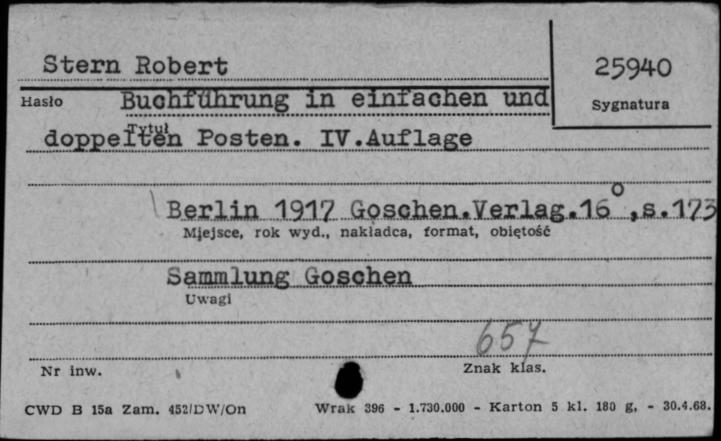 Stern Robert
25940
Hasło Buchführung in einfachen und
Sygnatura
Tytuł
doppelten Posten. IV.Auflage
Berlin 1917 Goschen.Verlag.16°,s.173
Miejsce, rok wyd., nakładca, format, objętość
Sammlung Goschen
Uwagi
657
Nr inw. Znak klas.
CWD B 15a Zam. 452/DW/On Wrak 396 - 1.730.000 - Karton 5 kl. 180 g, - 30.4.68.